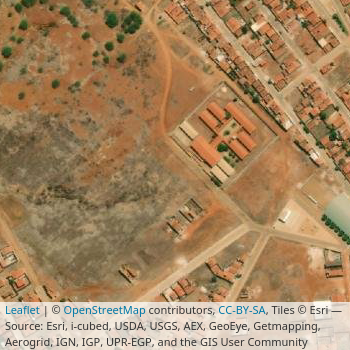 Leaflet | © OpenStreetMap contributors, CC-BY-SA, Tiles © Esri —
Source: Esri, i-cubed, USDA, USGS, AEX, GeoEye, Getmapping,
Aerogrid, IGN, IGP, UPR-EGP, and the GIS User Community